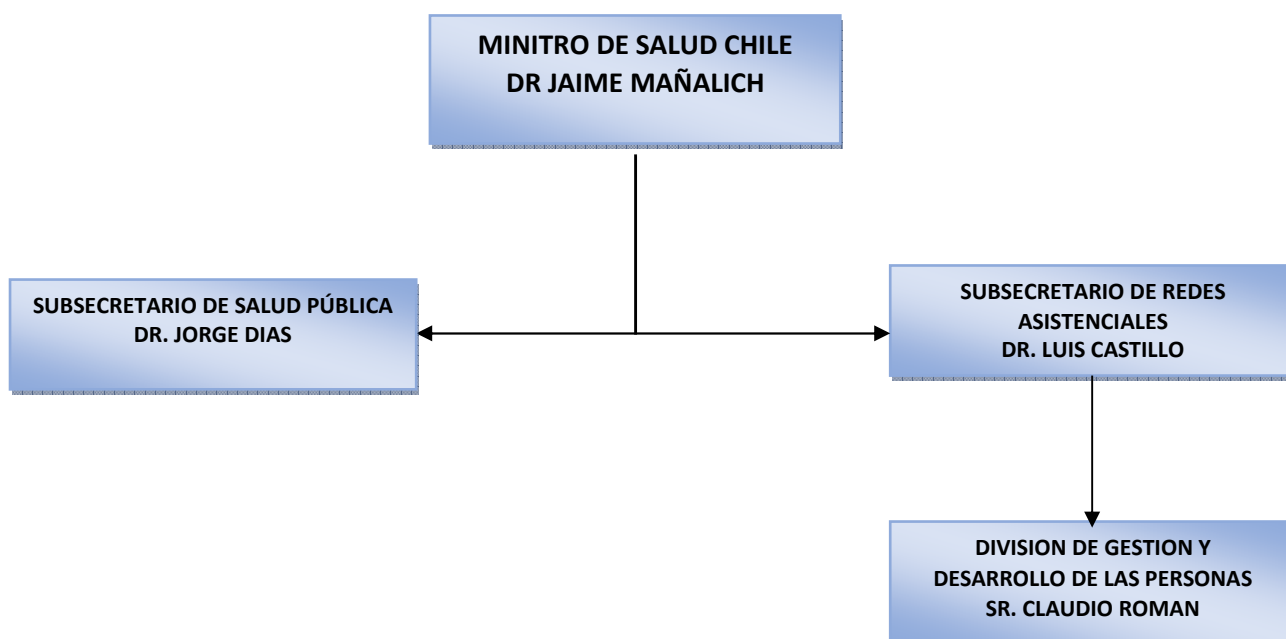 MINITRO DE SALUD CHILE
DR JAIME MAÑALICH
SUBSECRETARIO DE SALUD PÚBLICA
DR. JORGE DIAS
SUBSECRETARIO DE REDES
ASISTENCIALES
DR. LUIS CASTILLO
DIVISION DE GESTION Y
DESARROLLO DE LAS PERSONAS
SR. CLAUDIO ROMAN